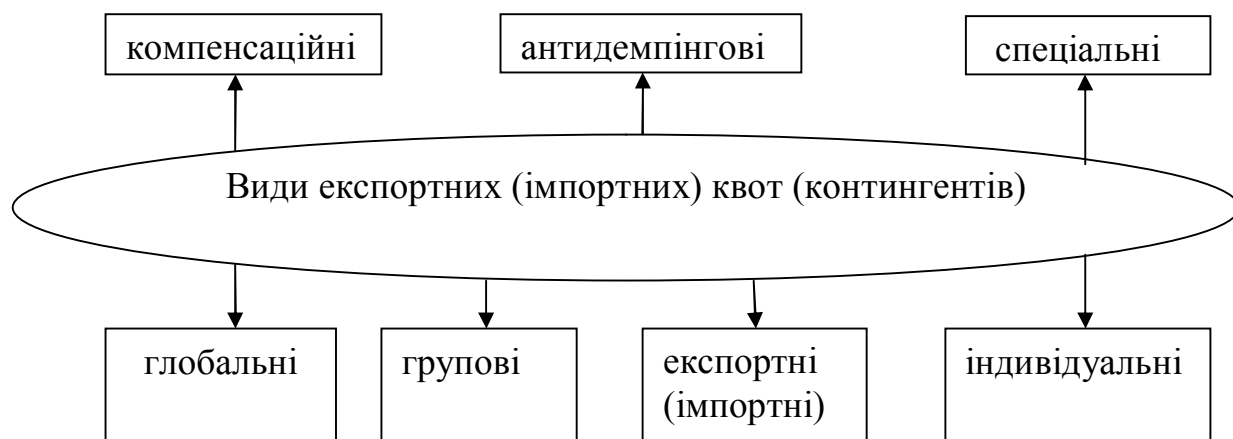 компенсаційні
антидемпінгові
спеціальні
Види експортних (імпортних) квот (контингентів)
глобальні
групові
експортні
(імпортні)
індивідуальні